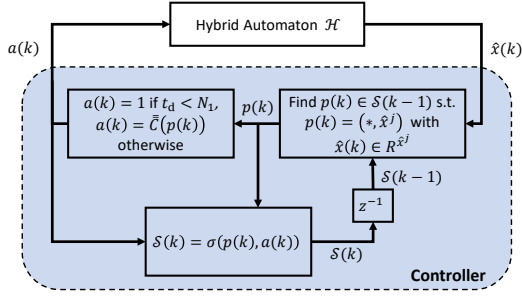 Hybrid Automaton ℋ
a(k)
x̂(k)
a(k) = 1 if t_d < N_1,
a(k) = C̿(p(k))
otherwise
p(k)
Find p(k) ∈ 𝒮(k − 1) s.t.
p(k) = (∗, x̂^j) with
x̂(k) ∈ R^{x̂^j}
𝒮(k − 1)
z^{−1}
𝒮(k) = σ(p(k), a(k))
𝒮(k)
Controller